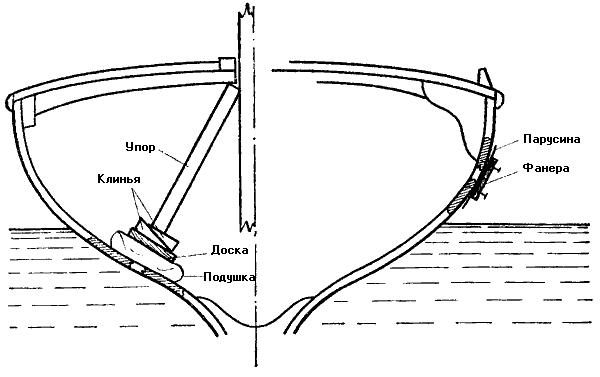 Упор
Клинья
Доска
Подушка
Парусина
Фанера